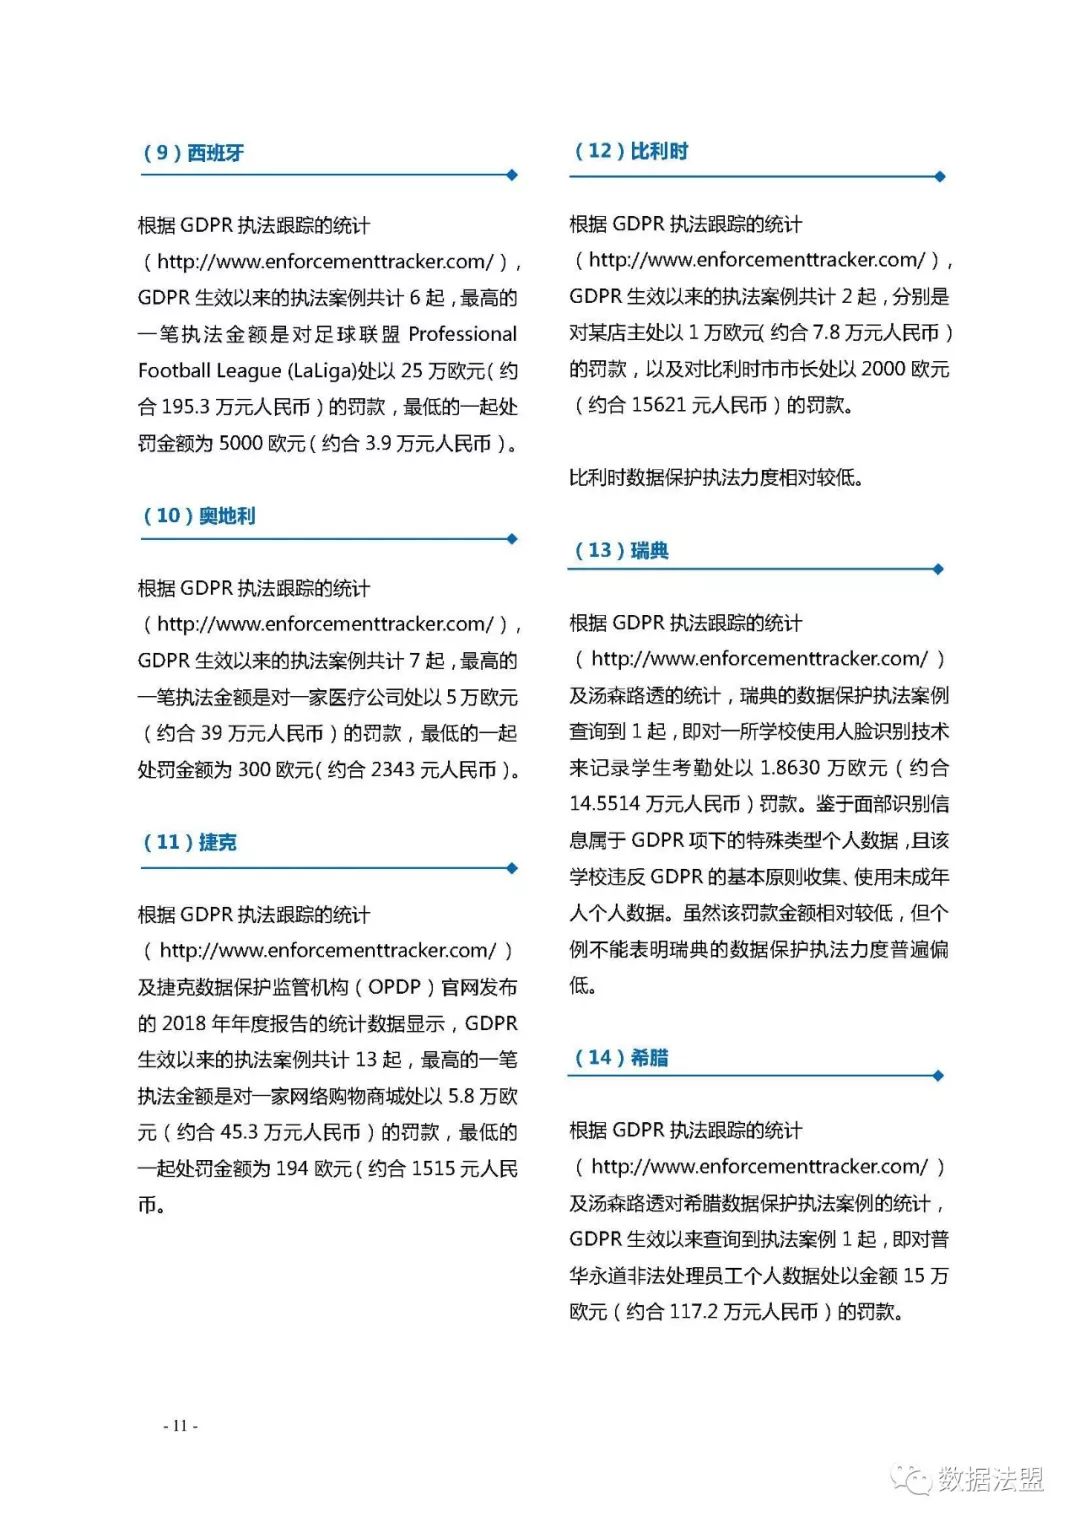 （9）西班牙
根据 GDPR 执法跟踪的统计
（http://www.enforcementtracker.com/），
GDPR 生效以来的执法案例共计 6 起，最高的
一笔执法金额是对足球联盟 Professional
Football League (LaLiga)处以 25 万欧元（约
合 195.3 万元人民币）的罚款，最低的一起处
罚金额为 5000 欧元（约合 3.9 万元人民币）。
（10）奥地利
根据 GDPR 执法跟踪的统计
（http://www.enforcementtracker.com/），
GDPR 生效以来的执法案例共计 7 起，最高的
一笔执法金额是对一家医疗公司处以 5 万欧元
（约合 39 万元人民币）的罚款，最低的一起
处罚金额为 300 欧元（约合 2343 元人民币）。
（11）捷克
根据 GDPR 执法跟踪的统计
（http://www.enforcementtracker.com/）
及捷克数据保护监管机构（OPDP）官网发布
的 2018 年年度报告的统计数据显示，GDPR
生效以来的执法案例共计 13 起，最高的一笔
执法金额是对一家网络购物商城处以 5.8 万欧
元（约合 45.3 万元人民币）的罚款，最低的
一起处罚金额为 194 欧元（约合 1515 元人民
币。
（12）比利时
根据 GDPR 执法跟踪的统计
（http://www.enforcementtracker.com/），
GDPR 生效以来的执法案例共计 2 起，分别是
对某店主处以 1 万欧元（约合 7.8 万元人民币）
的罚款，以及对比利时市市长处以 2000 欧元
（约合 15621 元人民币）的罚款。
比利时数据保护执法力度相对较低。
（13）瑞典
根据 GDPR 执法跟踪的统计
（http://www.enforcementtracker.com/）
及汤森路透的统计，瑞典的数据保护执法案例
查询到 1 起，即对一所学校使用人脸识别技术
来记录学生考勤处以 1.8630 万欧元（约合
14.5514 万元人民币）罚款。鉴于面部识别信
息属于 GDPR 项下的特殊类型个人数据，且该
学校违反 GDPR 的基本原则收集、使用未成年
人个人数据。虽然该罚款金额相对较低，但个
例不能表明瑞典的数据保护执法力度普遍偏
低。
（14）希腊
根据 GDPR 执法跟踪的统计
（http://www.enforcementtracker.com/）
及汤森路透对希腊数据保护执法案例的统计，
GDPR 生效以来查询到执法案例 1 起，即对普
华永道非法处理员工个人数据处以金额 15 万
欧元（约合 117.2 万元人民币）的罚款。
- 11 -
数据法盟